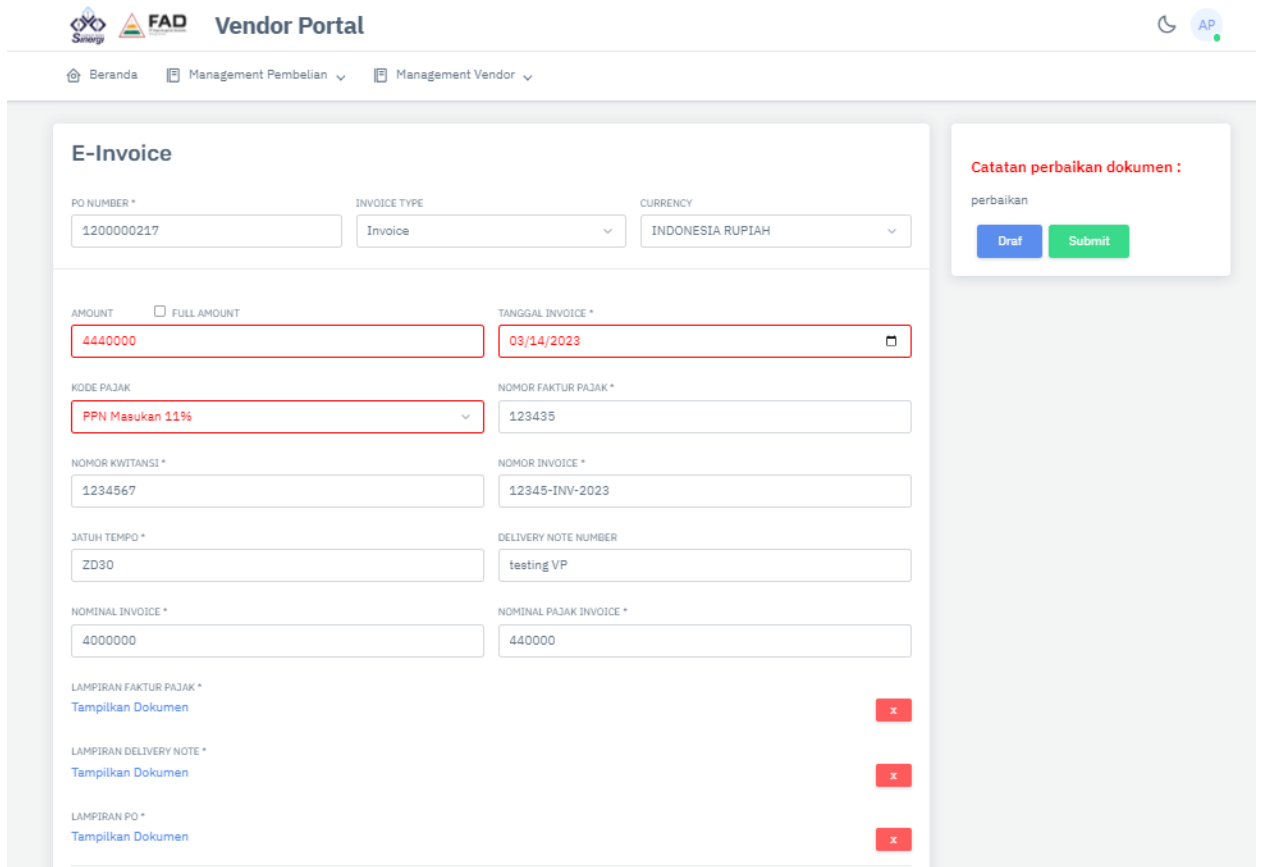 Sinergi
FAD
Vendor Portal
AP
Beranda
Management Pembelian
Management Vendor
E-Invoice
PO NUMBER *
INVOICE TYPE
CURRENCY
1200000217
Invoice
INDONESIA RUPIAH
AMOUNT
FULL AMOUNT
TANGGAL INVOICE *
4440000
03/14/2023
KODE PAJAK
NOMOR FAKTUR PAJAK *
PPN Masukan 11%
123435
NOMOR KWITANSI *
NOMOR INVOICE *
1234567
12345-INV-2023
JATUH TEMPO *
DELIVERY NOTE NUMBER
ZD30
testing VP
NOMINAL INVOICE *
NOMINAL PAJAK INVOICE *
4000000
440000
LAMPIRAN FAKTUR PAJAK *
Tampilkan Dokumen
x
LAMPIRAN DELIVERY NOTE *
Tampilkan Dokumen
x
LAMPIRAN PO *
Tampilkan Dokumen
x
Catatan perbaikan dokumen :
perbaikan
Draf
Submit